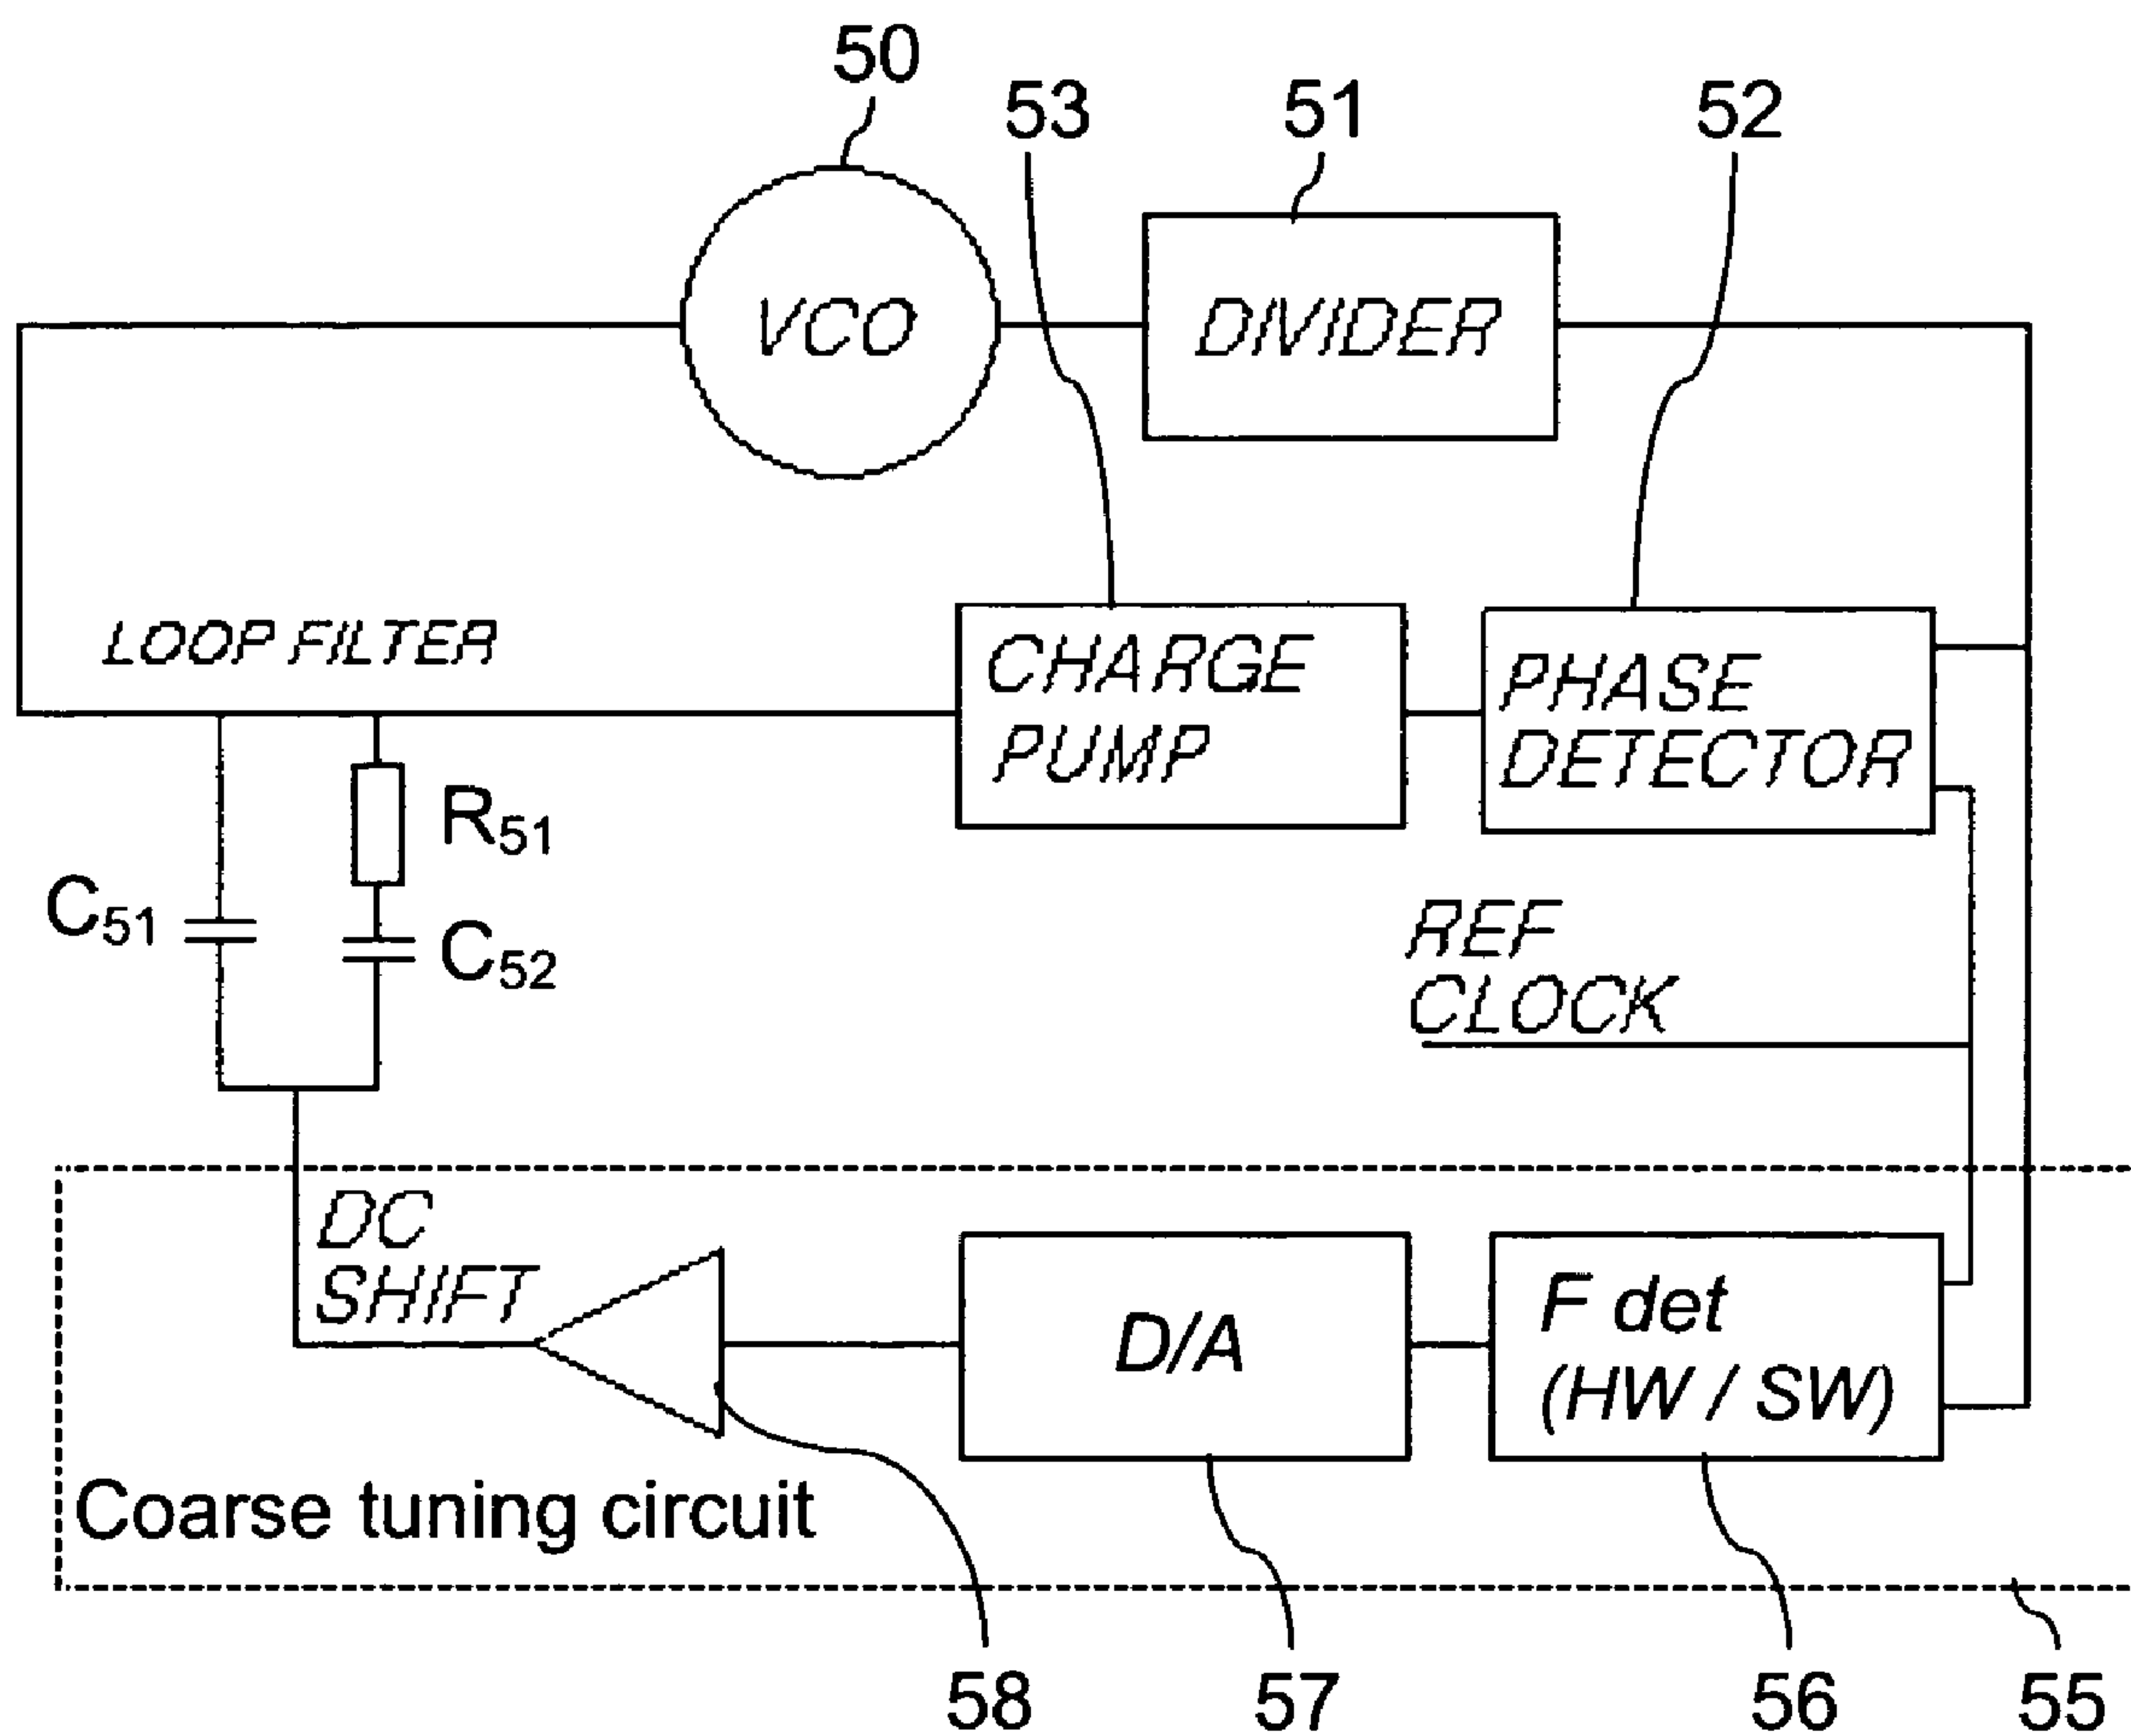 50
53
51
52
VCO
DIVIDER
LOOP FILTER
CHARGE
PUMP
PHASE
DETECTOR
R51
C51
C52
REF
CLOCK
DC
SHIFT
D/A
F det
(HW / SW)
Coarse tuning circuit
58
57
56
55